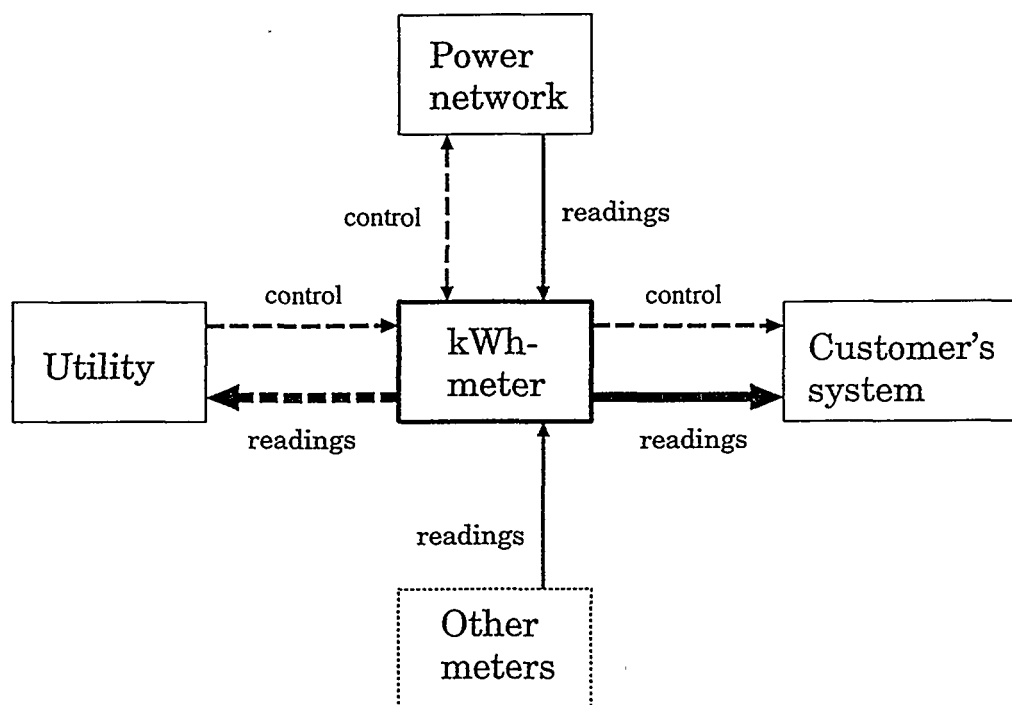 Power
network
control
readings
control
control
Utility
kWh-
meter
Customer's
system
readings
readings
readings
Other
meters